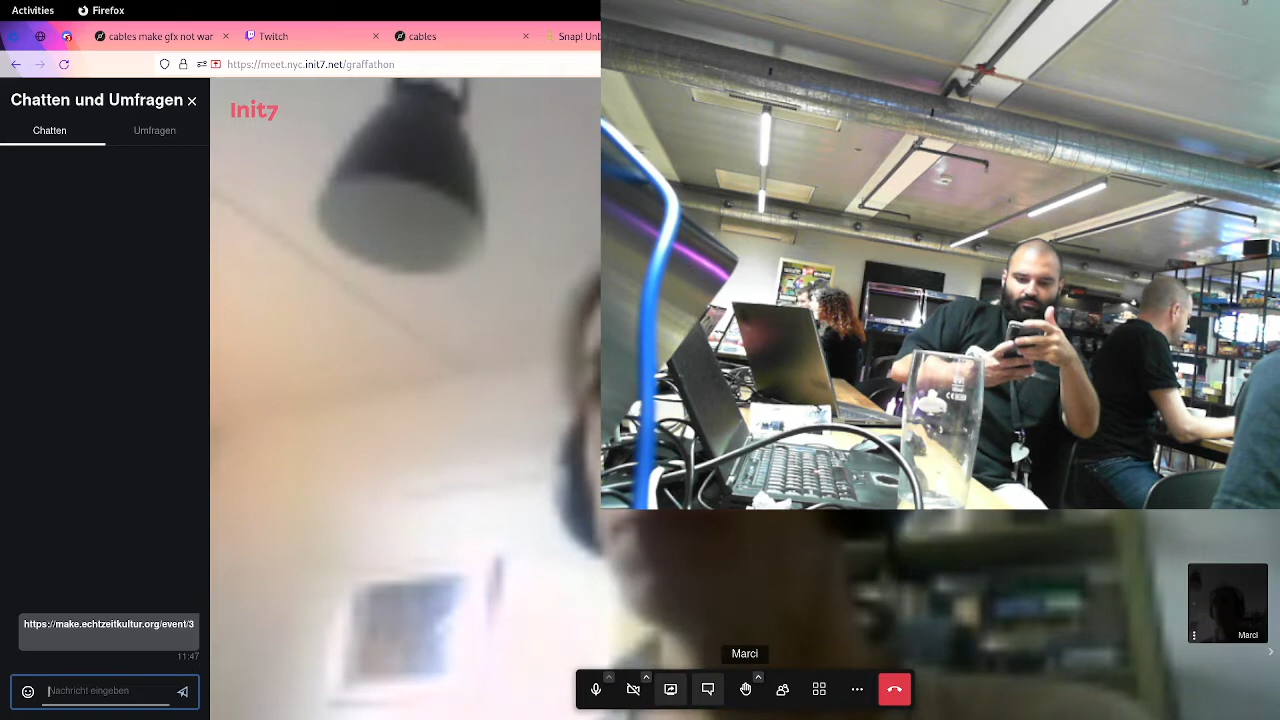 Activities
Firefox
cables make gfx not war
Twitch
cables
Snap! Unb
https://meet.nyc.init7.net/graffathon
Chatten und Umfragen
Chatten
Umfragen
Init7
https://make.echtzeitkultur.org/event/3
11:47
Nachricht eingeben
Marci
Marci